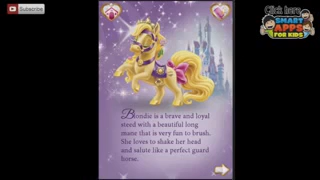 Subscribe
Click here
SMART
APPS
FOR KIDS
Blondie is a brave and loyal
steed with a beautiful long
mane that is very fun to brush.
She loves to shake her head
and salute like a perfect guard
horse.